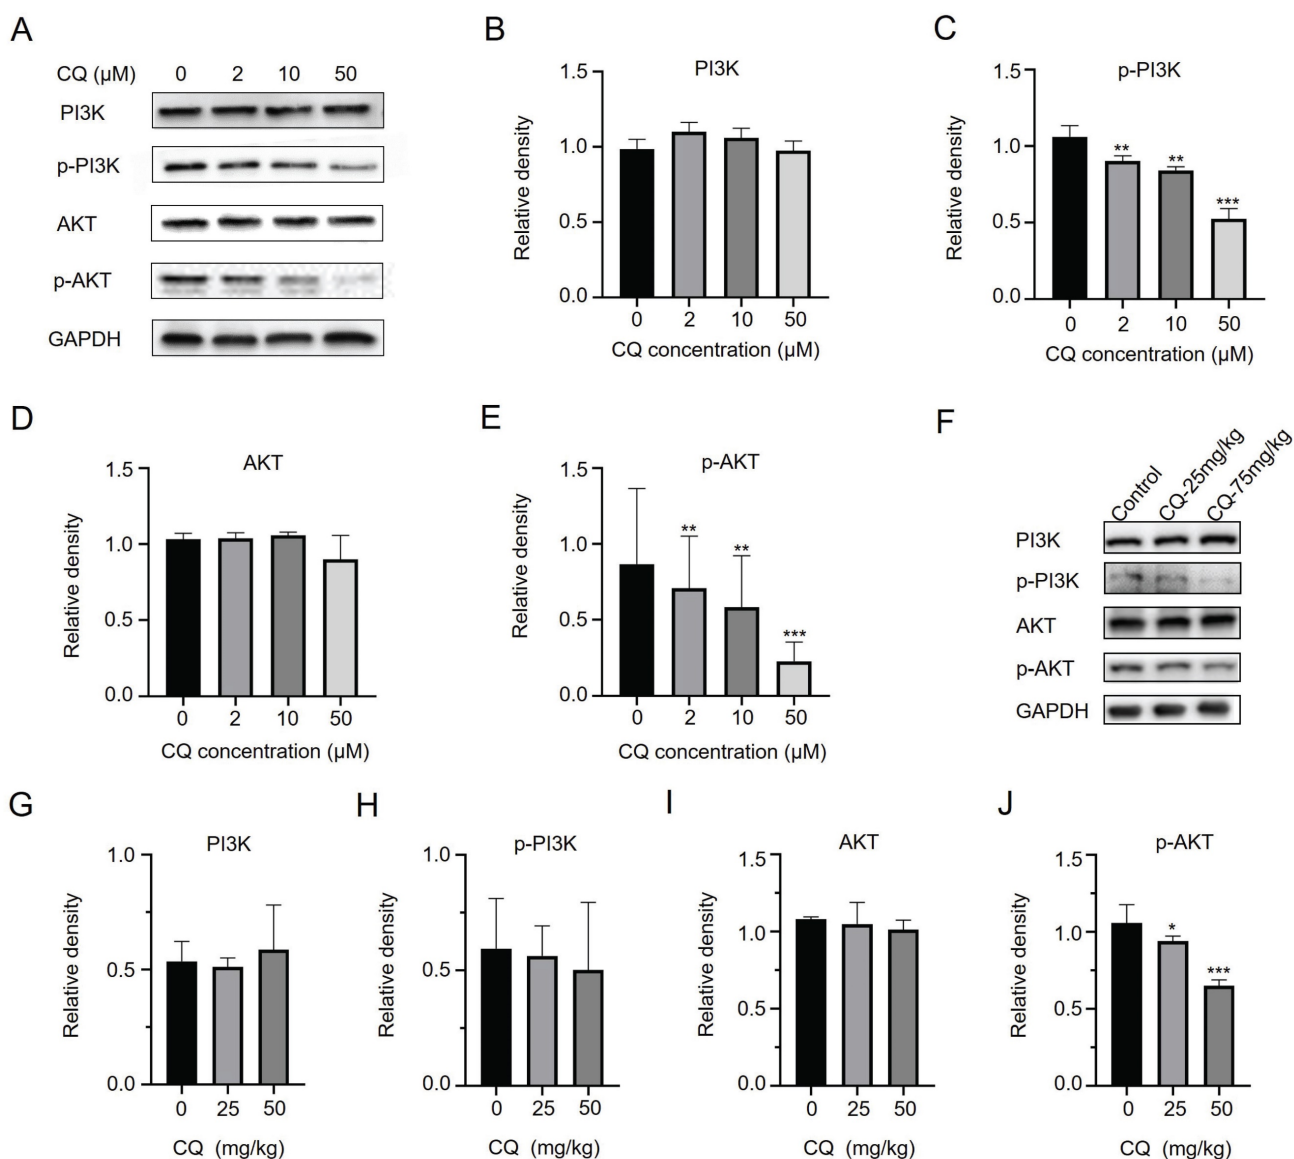 A
CQ (µM) 0 2 10 50
PI3K
p-PI3K
AKT
p-AKT
GAPDH
B
PI3K
Relative density
1.5
1.0
0.5
0.0
0 2 10 50
CQ concentration (µM)
C
p-PI3K
Relative density
1.5
1.0
0.5
0.0
** ** ***
0 2 10 50
CQ concentration (µM)
D
AKT
Relative density
1.5
1.0
0.5
0.0
0 2 10 50
CQ concentration (µM)
E
p-AKT
Relative density
1.5
1.0
0.5
0.0
** ** ***
0 2 10 50
CQ concentration (µM)
F
Control
CQ-25mg/kg
CQ-75mg/kg
PI3K
p-PI3K
AKT
p-AKT
GAPDH
G
PI3K
Relative density
1.0
0.5
0.0
0 25 50
CQ (mg/kg)
H
p-PI3K
Relative density
1.0
0.5
0.0
0 25 50
CQ (mg/kg)
I
AKT
Relative density
1.5
1.0
0.5
0.0
0 25 50
CQ (mg/kg)
J
p-AKT
Relative density
1.5
1.0
0.5
0.0
* ***
0 25 50
CQ (mg/kg)